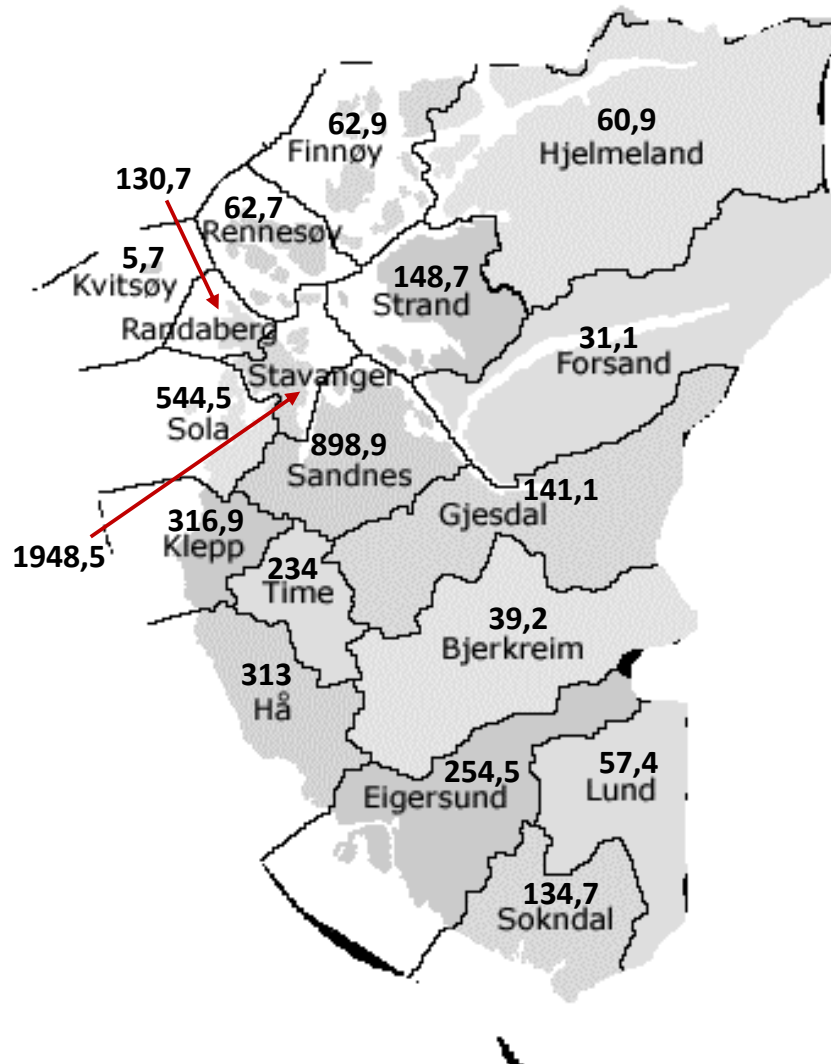 62,9
Finnøy
60,9
Hjelmeland
130,7
62,7
Rennesøy
5,7
Kvitsøy
148,7
Strand
Randaberg
31,1
Forsand
Stavanger
544,5
Sola
898,9
Sandnes
141,1
Gjesdal
316,9
Klepp
1948,5
234
Time
39,2
Bjerkreim
313
Hå
254,5
Eigersund
57,4
Lund
134,7
Sokndal